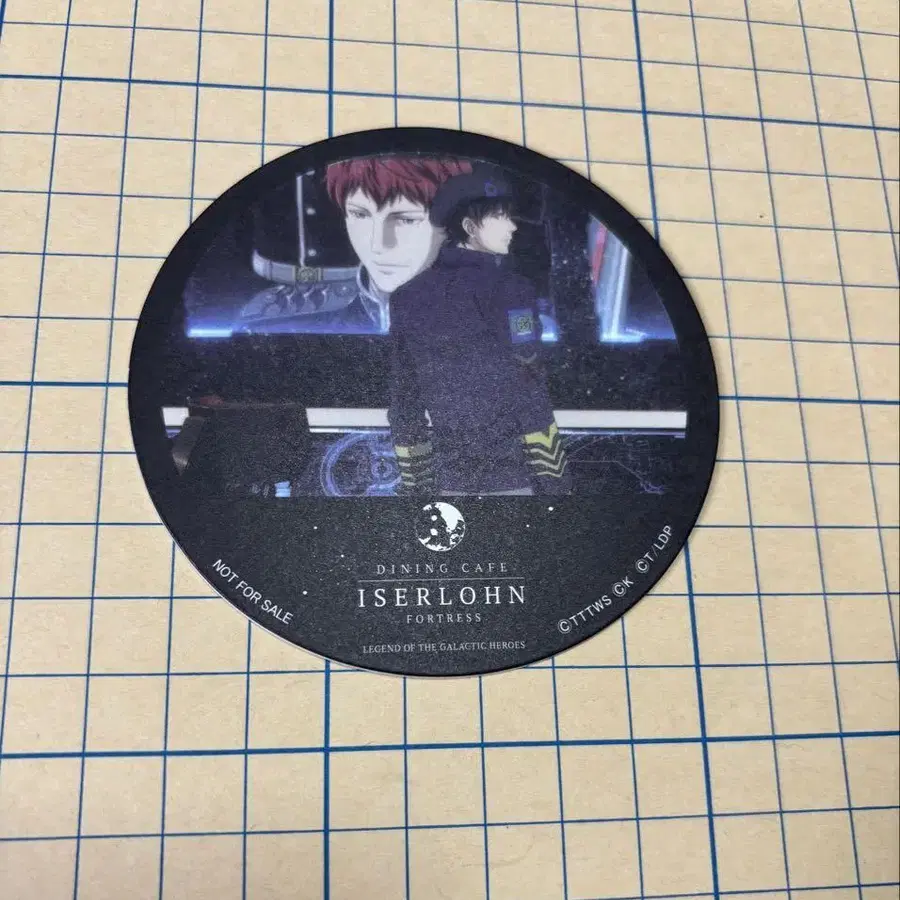 DINING CAFE
ISERLOHN
FORTRESS
LEGEND OF THE GALACTIC HEROES
NOT FOR SALE
©TTTWS ©K ©T/LDP